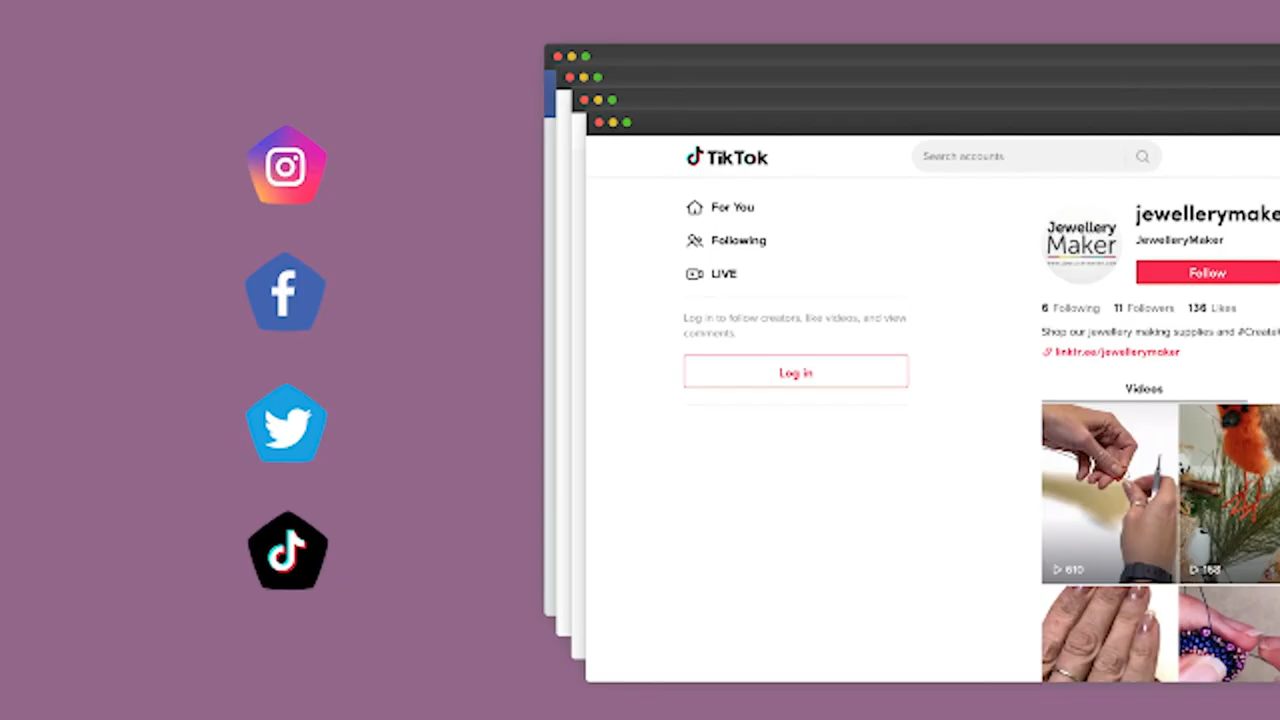 TikTok
Search accounts
For You
Following
LIVE
Log in to follow creators, like videos, and view
comments.
Log in
jewellerymake
JewelleryMaker
Follow
Jewellery
Maker
6 Following 11 Followers 136 Likes
Shop our jewellery making supplies and #Create
linktr.ee/jewellerymaker
Videos
610
168